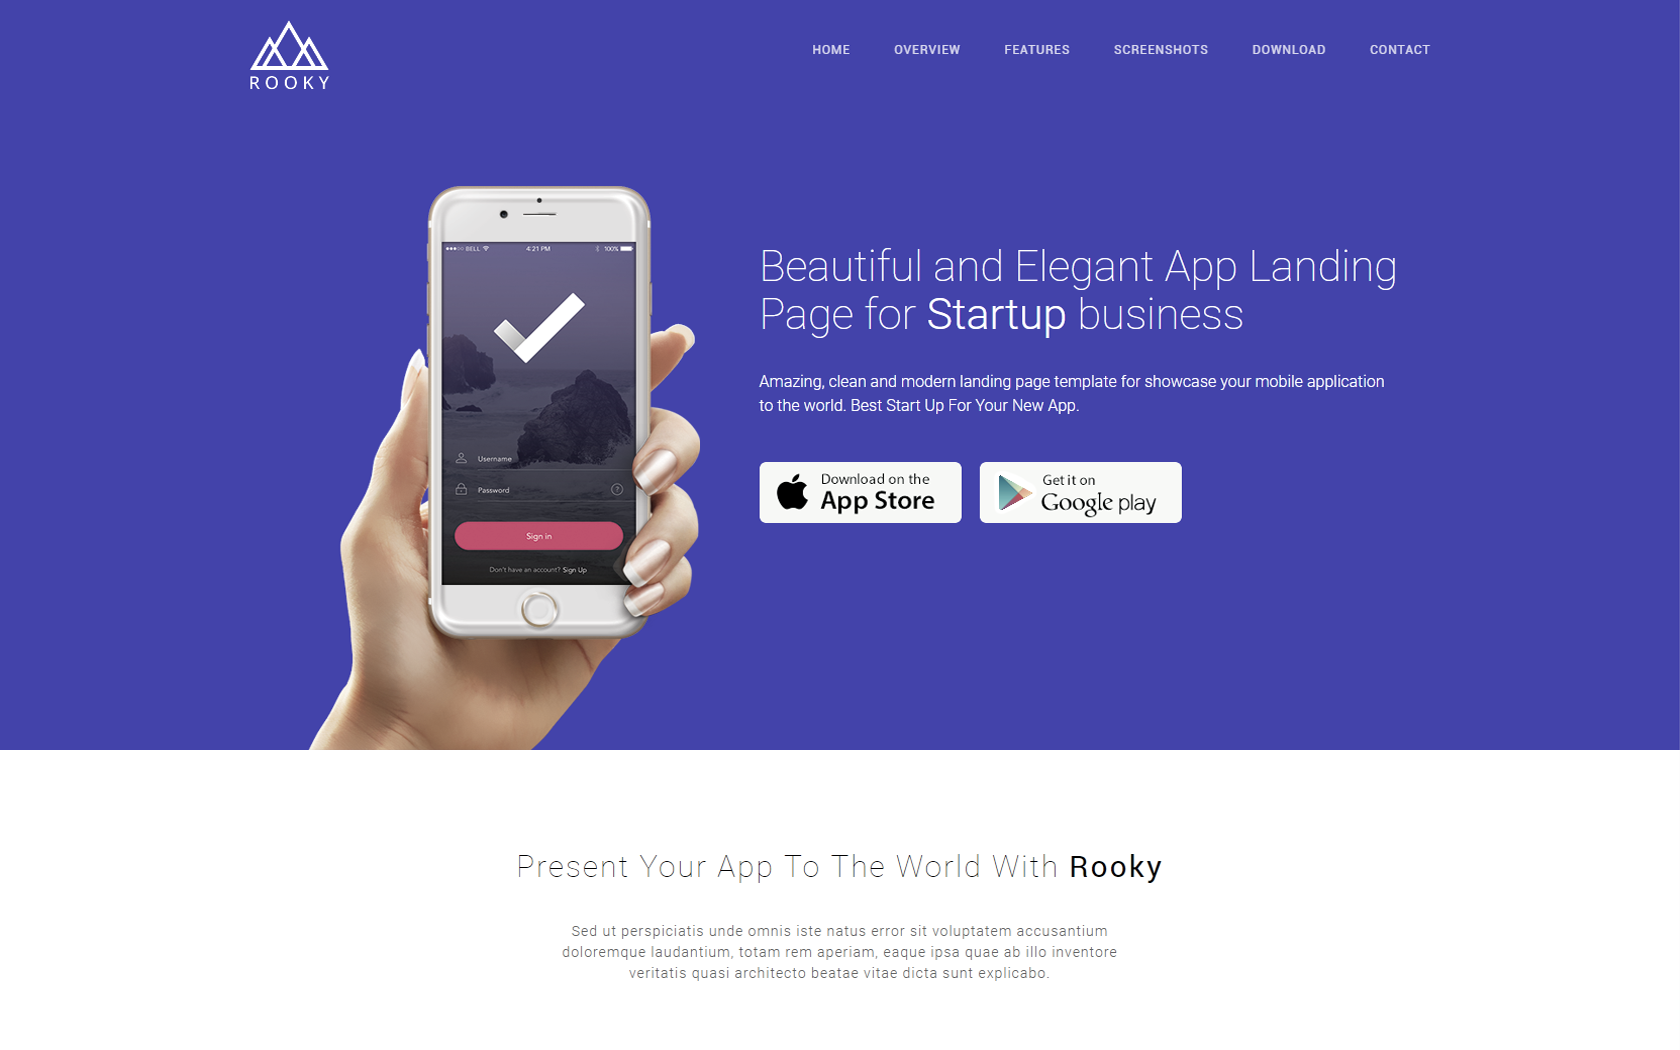 ROOKY
HOME OVERVIEW FEATURES SCREENSHOTS DOWNLOAD CONTACT
BELL 4:21 PM 100%
Username
Password
?
Sign in
Don't have an account? Sign Up
Beautiful and Elegant App Landing
Page for Startup business
Amazing, clean and modern landing page template for showcase your mobile application
to the world. Best Start Up For Your New App.
Download on the
App Store
Get it on
Google play
Present Your App To The World With Rooky
Sed ut perspiciatis unde omnis iste natus error sit voluptatem accusantium
doloremque laudantium, totam rem aperiam, eaque ipsa quae ab illo inventore
veritatis quasi architecto beatae vitae dicta sunt explicabo.